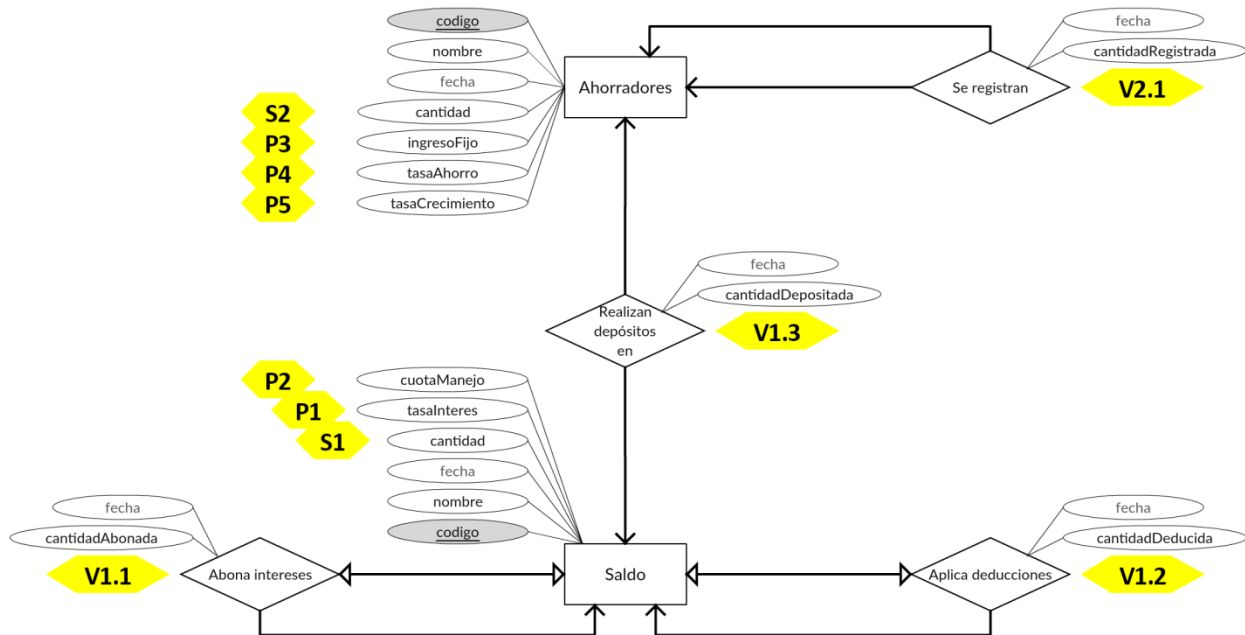 codigo
nombre
fecha
cantidad
ingresoFijo
tasaAhorro
tasaCrecimiento
S2
P3
P4
P5
Ahorradores
Se registran
fecha
cantidadRegistrada
V2.1
fecha
cantidadDepositada
V1.3
Realizan
depósitos
en
P2
P1
S1
cuotaManejo
tasaInteres
cantidad
fecha
nombre
codigo
fecha
cantidadAbonada
V1.1
Abona intereses
Saldo
Aplica deducciones
fecha
cantidadDeducida
V1.2